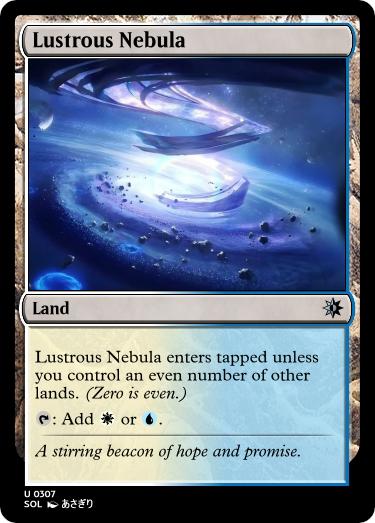 Lustrous Nebula
Land
Lustrous Nebula enters tapped unless
you control an even number of other
lands. (Zero is even.)
: Add or .
A stirring beacon of hope and promise.
U 0307
SOL あさぎり